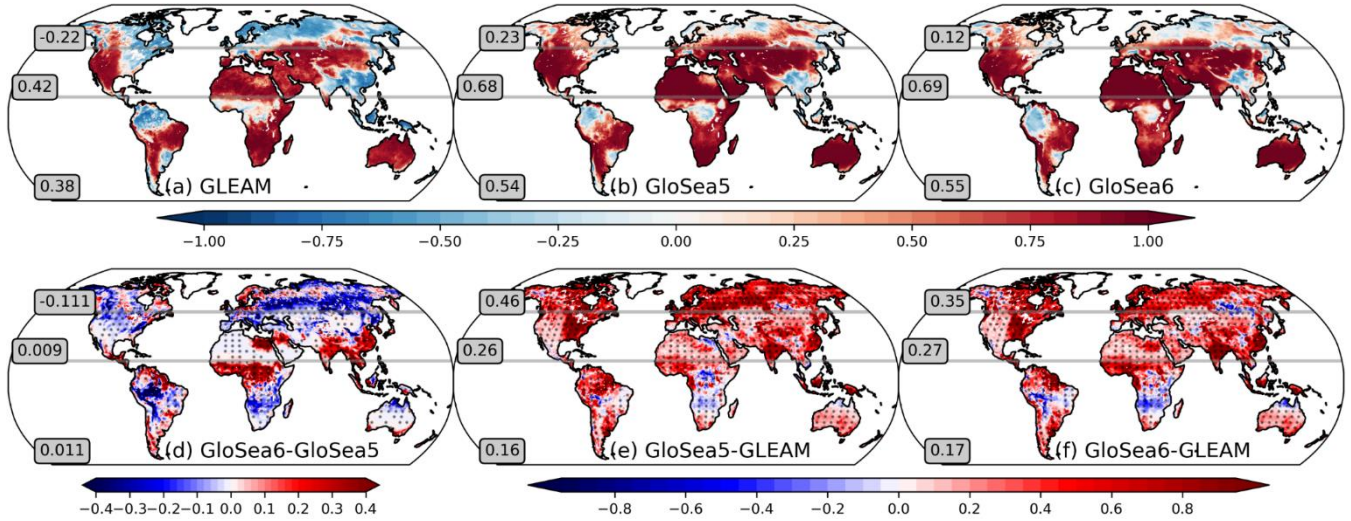 -0.22
0.42
0.38
(a) GLEAM
0.23
0.68
0.54
(b) GloSea5
0.12
0.69
0.55
(c) GloSea6
−1.00 −0.75 −0.50 −0.25 0.00 0.25 0.50 0.75 1.00
-0.111
0.009
0.011
(d) GloSea6-GloSea5
0.46
0.26
0.16
(e) GloSea5-GLEAM
0.35
0.27
0.17
(f) GloSea6-GLEAM
−0.4 −0.3 −0.2 −0.1 0.0 0.1 0.2 0.3 0.4
−0.8 −0.6 −0.4 −0.2 0.0 0.2 0.4 0.6 0.8